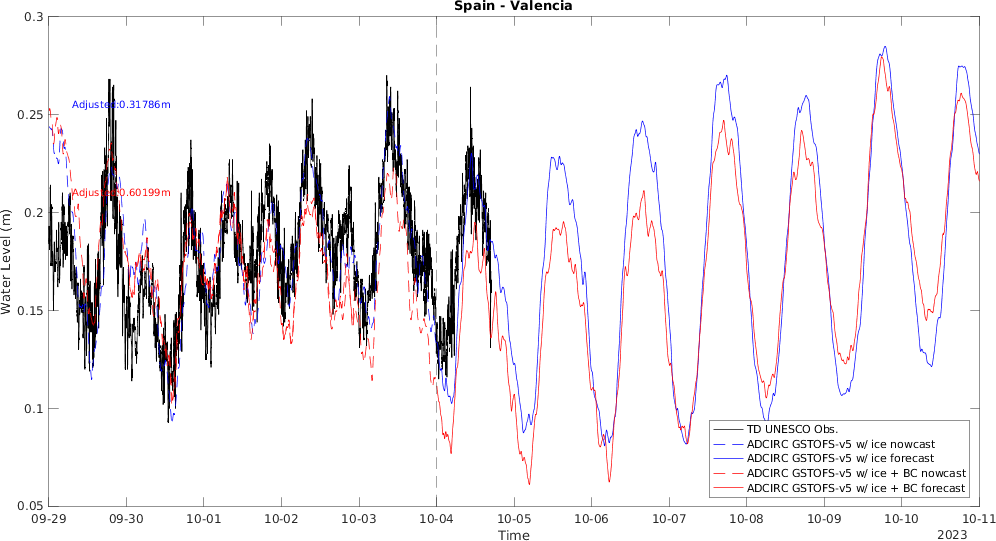 Spain - Valencia
0.3
0.25
0.2
0.15
0.1
0.05
Water Level (m)
Adjusted:0.31786m
Adjusted:0.60199m
TD UNESCO Obs.
ADCIRC GSTOFS-v5 w/ ice nowcast
ADCIRC GSTOFS-v5 w/ ice forecast
ADCIRC GSTOFS-v5 w/ ice + BC nowcast
ADCIRC GSTOFS-v5 w/ ice + BC forecast
09-29 09-30 10-01 10-02 10-03 10-04 10-05 10-06 10-07 10-08 10-09 10-10 10-11
Time
2023